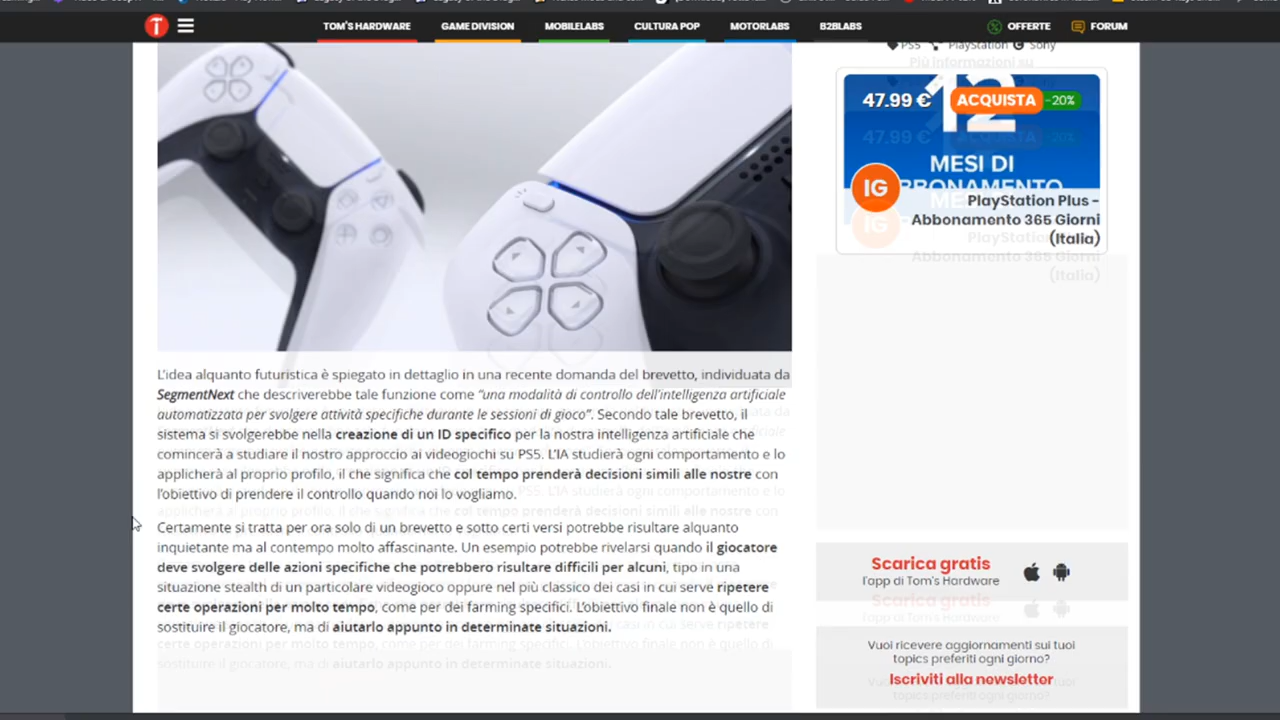 TOM'S HARDWARE GAME DIVISION MOBILELABS CULTURA POP MOTORLABS B2BLABS OFFERTE FORUM
L'idea alquanto futuristica è spiegato in dettaglio in una recente domanda del brevetto, individuata da
SegmentNext che descriverebbe tale funzione come "una modalità di controllo dell'intelligenza artificiale
automatizzata per svolgere attività specifiche durante le sessioni di gioco". Secondo tale brevetto, il
sistema si svolgerebbe nella creazione di un ID specifico per la nostra intelligenza artificiale che
comincerà a studiare il nostro approccio ai videogiochi su PS5. L'IA studierà ogni comportamento e lo
applicherà al proprio profilo, il che significa che col tempo prenderà decisioni simili alle nostre con
l'obiettivo di prendere il controllo quando noi lo vogliamo.
Certamente si tratta per ora solo di un brevetto e sotto certi versi potrebbe risultare alquanto
inquietante ma al contempo molto affascinante. Un esempio potrebbe rivelarsi quando il giocatore
deve svolgere delle azioni specifiche che potrebbero risultare difficili per alcuni, tipo in una
situazione stealth di un particolare videogioco oppure nel più classico dei casi in cui serve ripetere
certe operazioni per molto tempo, come per dei farming specifici. L'obiettivo finale non è quello di
sostituire il giocatore, ma di aiutarlo appunto in determinate situazioni.
PS5 PlayStation Sony
Più informazioni su
47.99 € ACQUISTA -20%
12
MESI DI
ABBONAMENTO
IG
PlayStation Plus -
Abbonamento 365 Giorni
(Italia)
Scarica gratis
l'app di Tom's Hardware
Vuoi ricevere aggiornamenti sui tuoi
topics preferiti ogni giorno?
Iscriviti alla newsletter